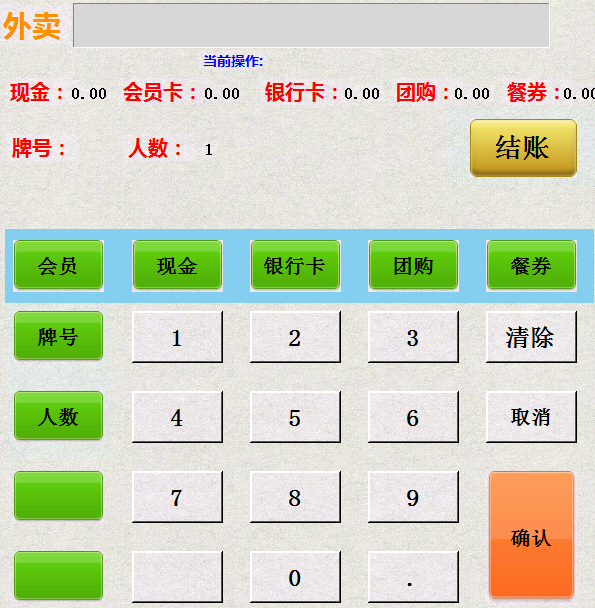 外卖
当前操作:
现金：0.00 会员卡：0.00 银行卡：0.00 团购：0.00 餐券：0.00
牌号： 人数： 1 结账
会员 现金 银行卡 团购 餐券
牌号 1 2 3 清除
人数 4 5 6 取消
7 8 9 确认
0 .